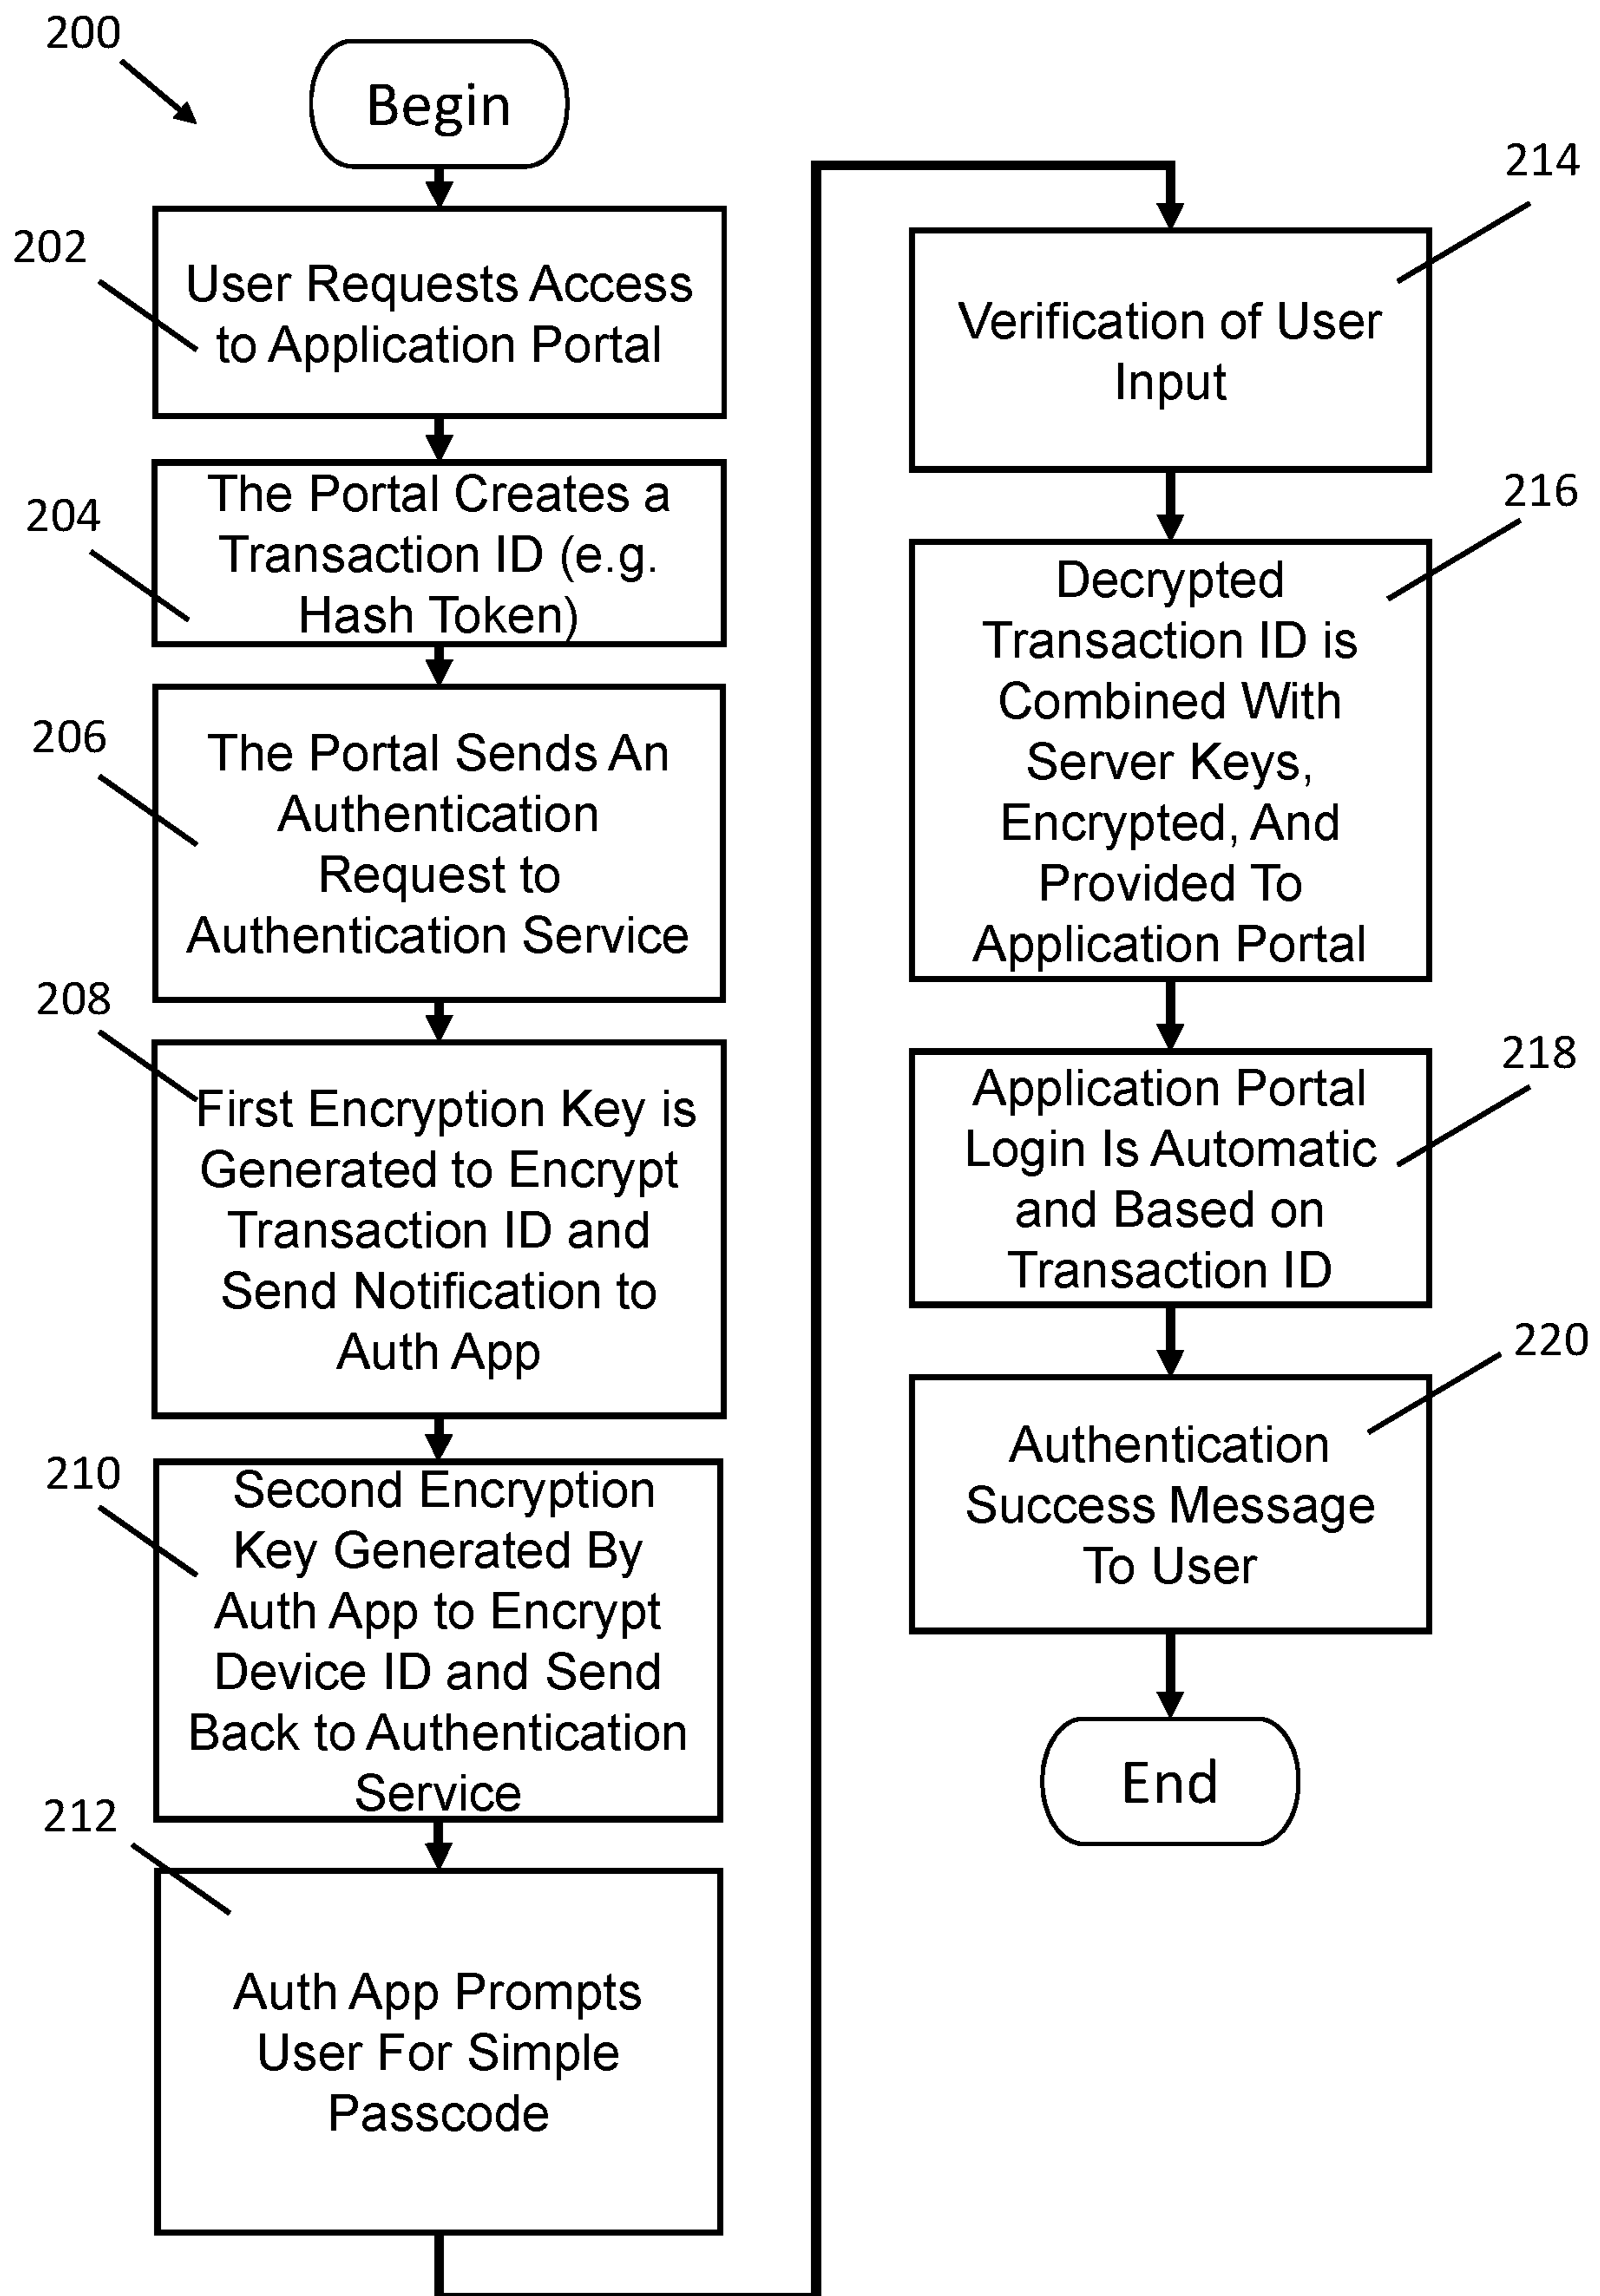 200
Begin
202
User Requests Access
to Application Portal
204
The Portal Creates a
Transaction ID (e.g.
Hash Token)
206
The Portal Sends An
Authentication
Request to
Authentication Service
208
First Encryption Key is
Generated to Encrypt
Transaction ID and
Send Notification to
Auth App
210
Second Encryption
Key Generated By
Auth App to Encrypt
Device ID and Send
Back to Authentication
Service
212
Auth App Prompts
User For Simple
Passcode
214
Verification of User
Input
216
Decrypted
Transaction ID is
Combined With
Server Keys,
Encrypted, And
Provided To
Application Portal
218
Application Portal
Login Is Automatic
and Based on
Transaction ID
220
Authentication
Success Message
To User
End